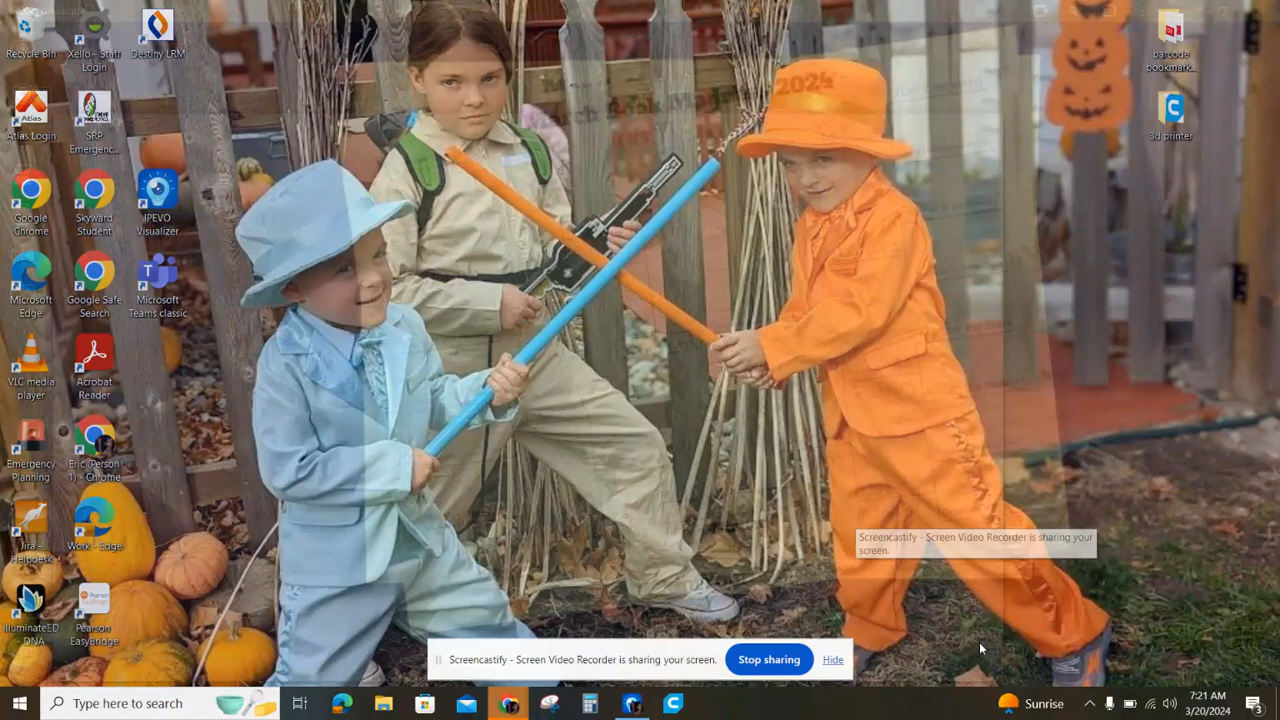 Recycle Bin
Xello - Staff
Login
Destiny LRM
barcode
bookmark...
2024
Atlas Login
SRP
Emergenc...
3d printer
Google
Chrome
Skyward
Student
IPEVO
Visualizer
Microsoft
Edge
Google Safe
Search
Microsoft
Teams classic
VLC media
player
Acrobat
Reader
Emergency
Planning
Eric (Person
1) - Chrome
Jira -
Helpdesk
Work - Edge
IlluminateED
- DNA
Pearson
EasyBridge
Screencastify - Screen Video Recorder is sharing your
screen.
Screencastify - Screen Video Recorder is sharing your screen.
Stop sharing
Hide
Type here to search
Sunrise
7:21 AM
3/20/2024
3